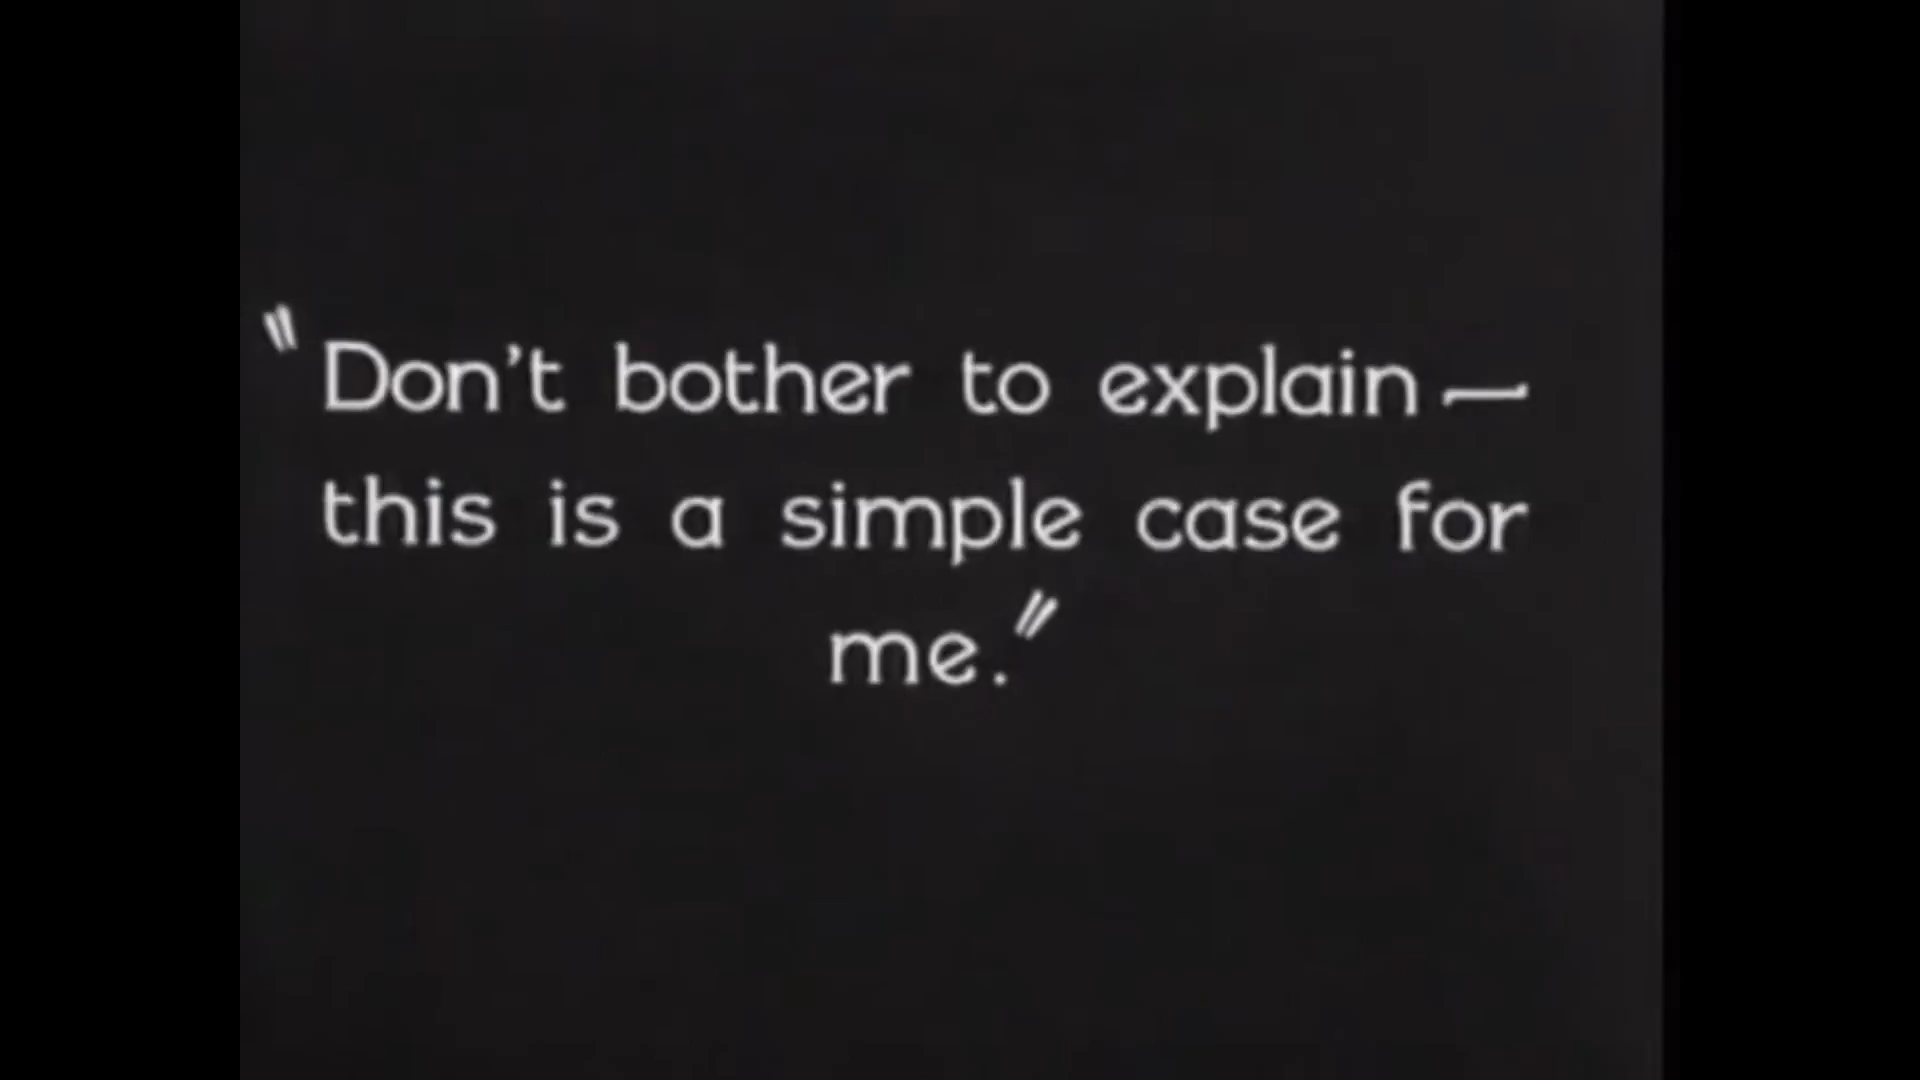 "Don't bother to explain —
this is a simple case for
me."